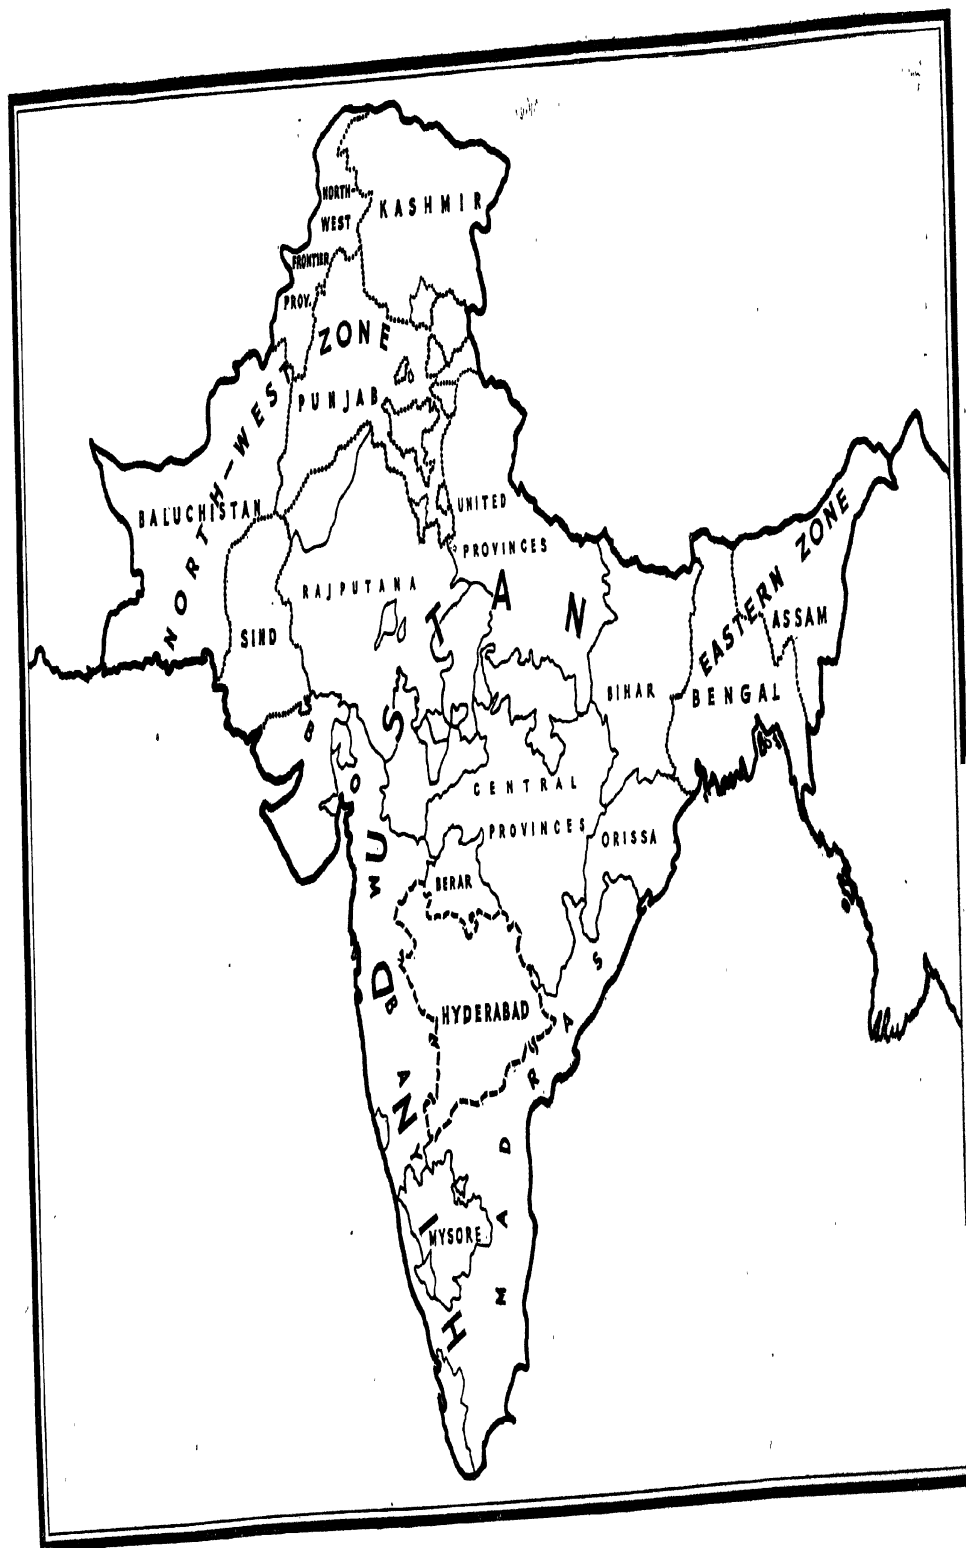 NORTH-
WEST
FRONTIER
PROV.
KASHMIR
NORTH-WEST ZONE
PUNJAB
BALUCHISTAN
UNITED
PROVINCES
RAJPUTANA
SIND
HINDUSTAN
EASTERN ZONE
ASSAM
BENGAL
BIHAR
CENTRAL
PROVINCES
ORISSA
BERAR
BOMBAY
HYDERABAD
MADRAS
MYSORE